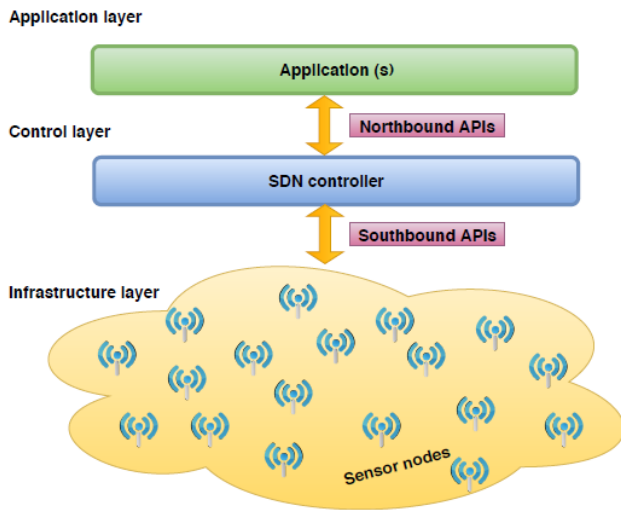 Application layer
Application (s)
Northbound APIs
Control layer
SDN controller
Southbound APIs
Infrastructure layer
Sensor nodes